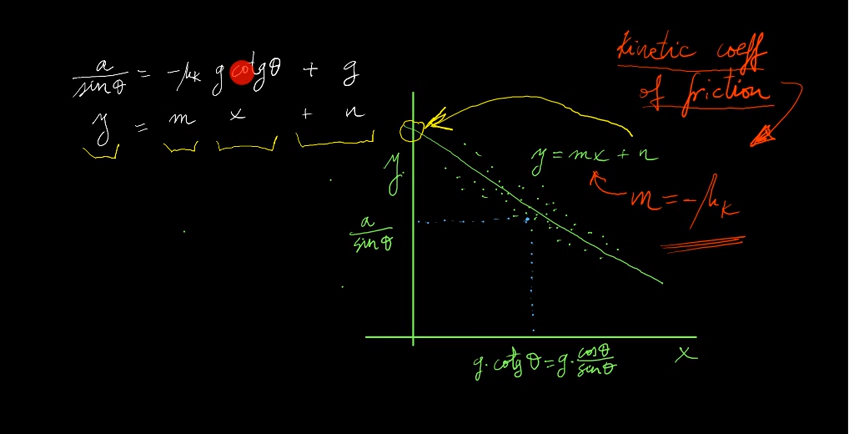 a/sinθ = -μₖ g cotgθ + g
y = m x + n
kinetic coeff
of friction
y = mx + n
m = -μₖ
y
a/sinθ
g·cotgθ = g·cosθ/sinθ
x